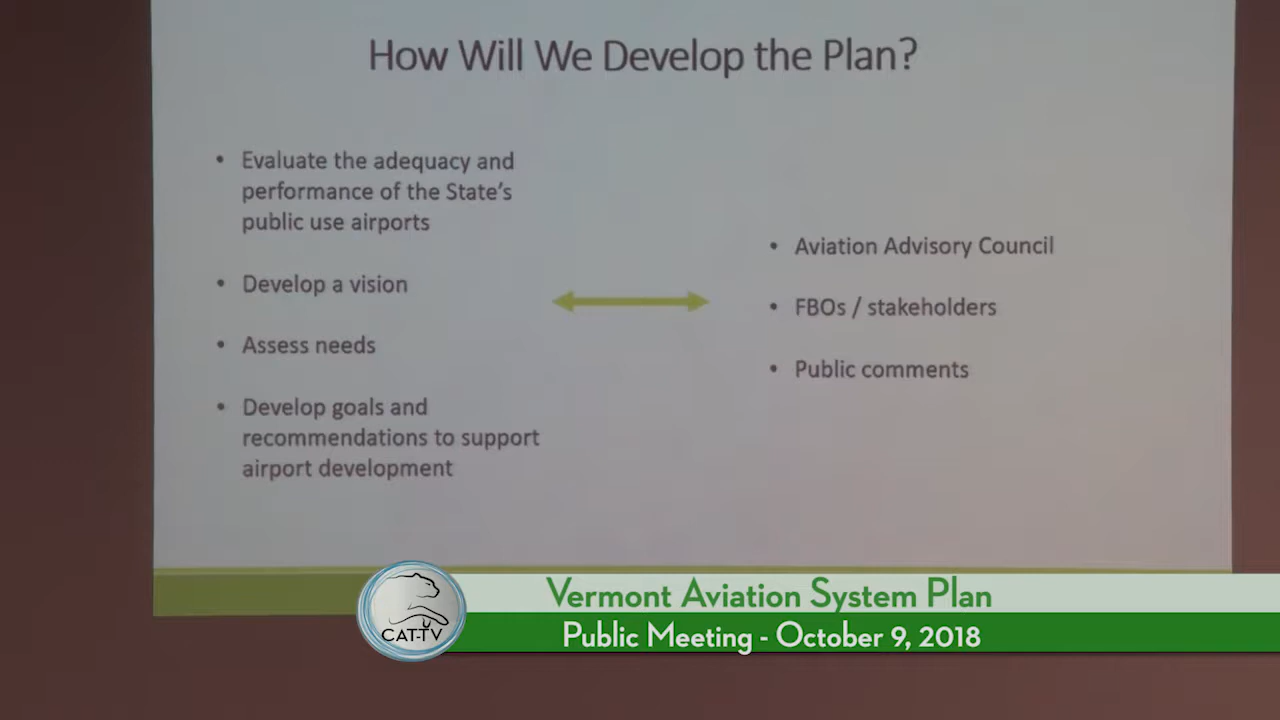 How Will We Develop the Plan?
• Evaluate the adequacy and
performance of the State's
public use airports
• Develop a vision
• Assess needs
• Develop goals and
recommendations to support
airport development
• Aviation Advisory Council
• FBOs / stakeholders
• Public comments
CAT-TV
Vermont Aviation System Plan
Public Meeting - October 9, 2018